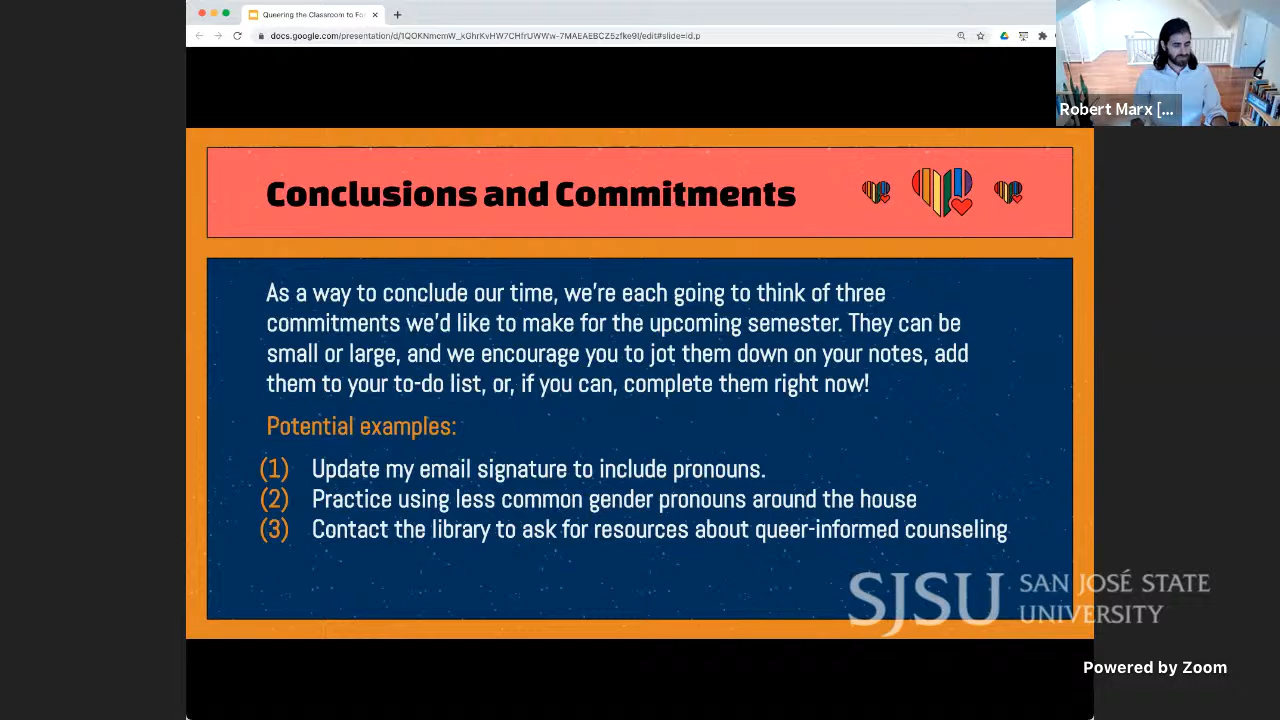 Queering the Classroom to Fo
docs.google.com/presentation/d/
Robert Marx [...
Conclusions and Commitments
As a way to conclude our time, we're each going to think of three
commitments we'd like to make for the upcoming semester. They can be
small or large, and we encourage you to jot them down on your notes, add
them to your to-do list, or, if you can, complete them right now!
Potential examples:
(1) Update my email signature to include pronouns.
(2) Practice using less common gender pronouns around the house
(3) Contact the library to ask for resources about queer-informed counseling
SJSU SAN JOSÉ STATE
UNIVERSITY
Powered by Zoom